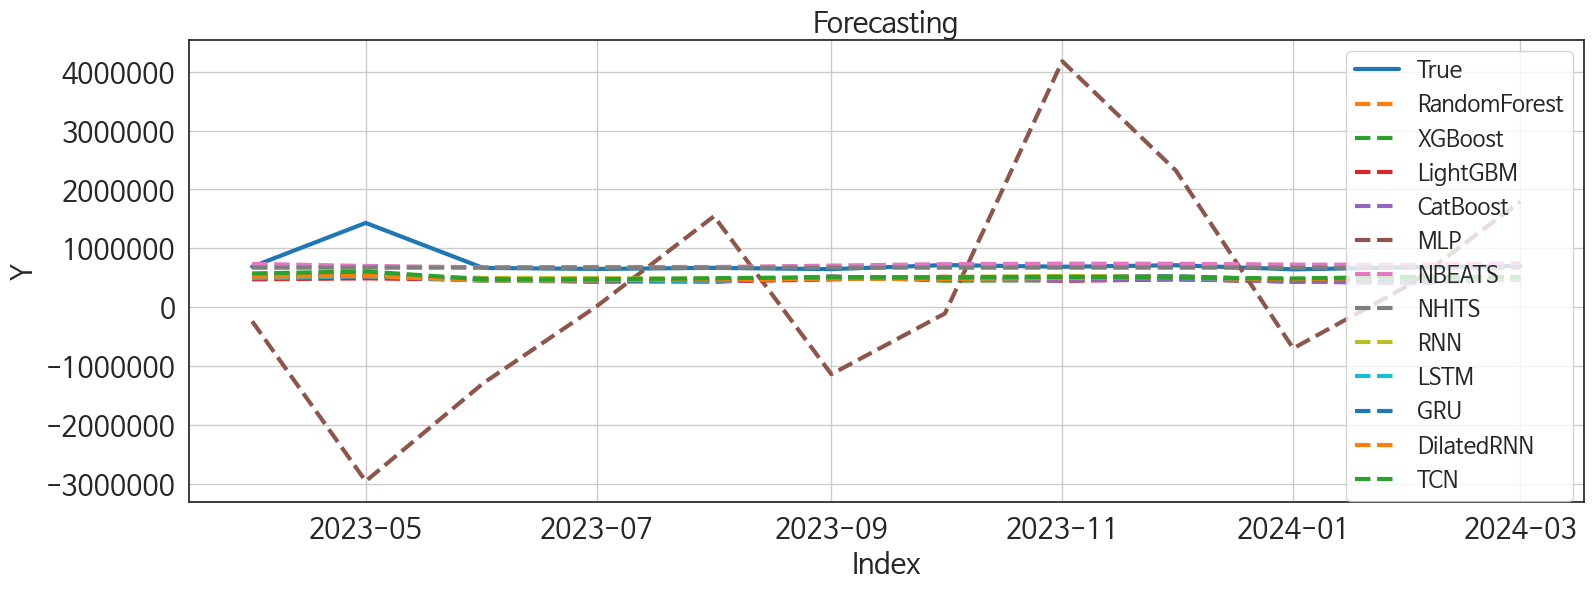 Forecasting
4000000
3000000
2000000
1000000
0
−1000000
−2000000
−3000000
Y
2023−05
2023−07
2023−09
2023−11
2024−01
2024−03
Index
True
RandomForest
XGBoost
LightGBM
CatBoost
MLP
NBEATS
NHITS
RNN
LSTM
GRU
DilatedRNN
TCN